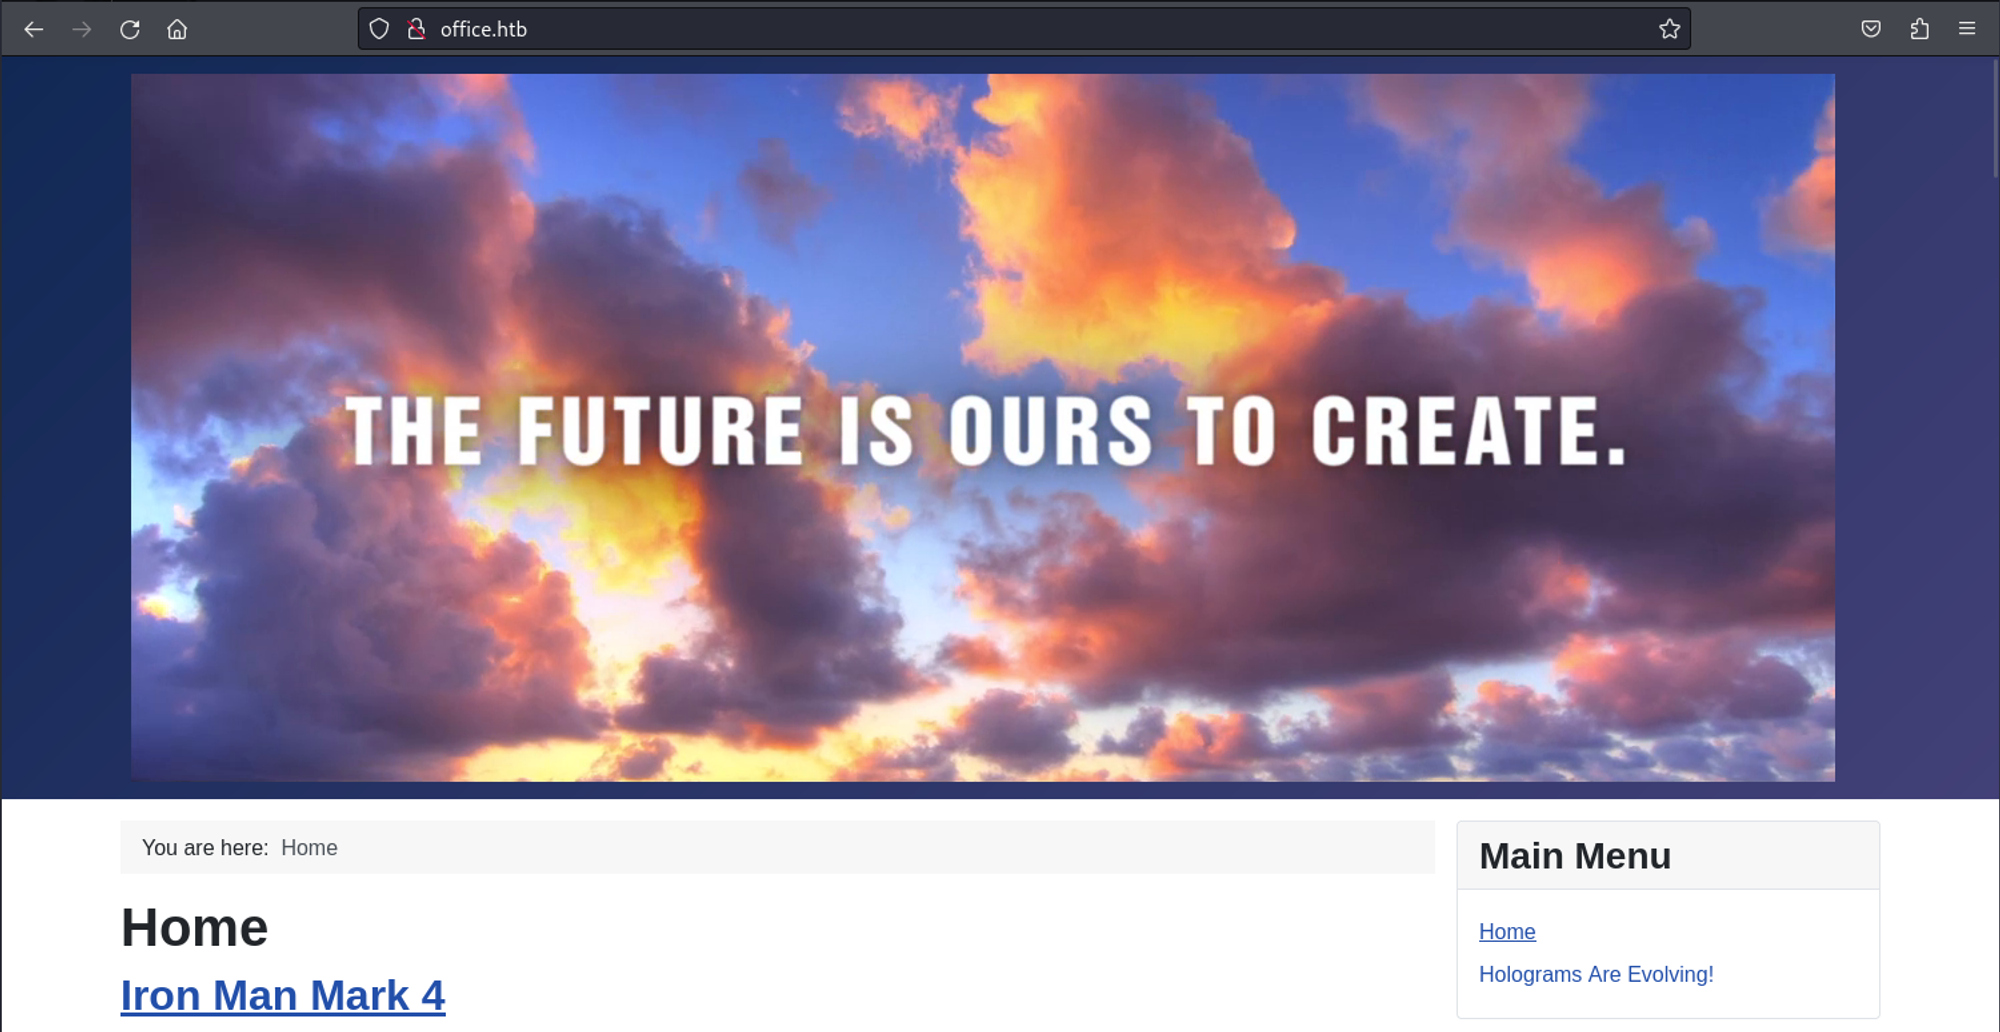 office.htb
THE FUTURE IS OURS TO CREATE.
You are here: Home
Home
Iron Man Mark 4
Main Menu
Home
Holograms Are Evolving!